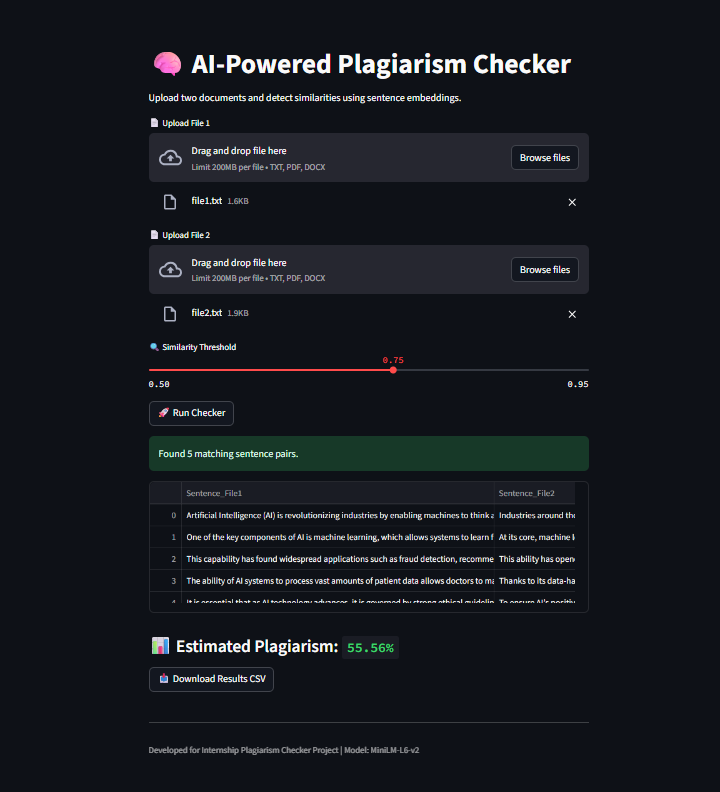 AI-Powered Plagiarism Checker
Upload two documents and detect similarities using sentence embeddings.
Upload File 1
Drag and drop file here
Limit 200MB per file • TXT, PDF, DOCX
Browse files
file1.txt 1.6KB
Upload File 2
Drag and drop file here
Limit 200MB per file • TXT, PDF, DOCX
Browse files
file2.txt 1.9KB
Similarity Threshold
0.75
0.50 0.95
Run Checker
Found 5 matching sentence pairs.
Sentence_File1 Sentence_File2
0 Artificial Intelligence (AI) is revolutionizing industries by enabling machines to think Industries around
1 One of the key components of AI is machine learning, which allows systems to learn At its core, machine
2 This capability has found widespread applications such as fraud detection, recomme This ability has open
3 The ability of AI systems to process vast amounts of patient data allows doctors to Thanks to its data-ha
4 It is essential that as AI technology advances, it is governed by strong ethical To ensure AI's
Estimated Plagiarism: 55.56%
Download Results CSV
Developed for Internship Plagiarism Checker Project | Model: MiniLM-L6-v2